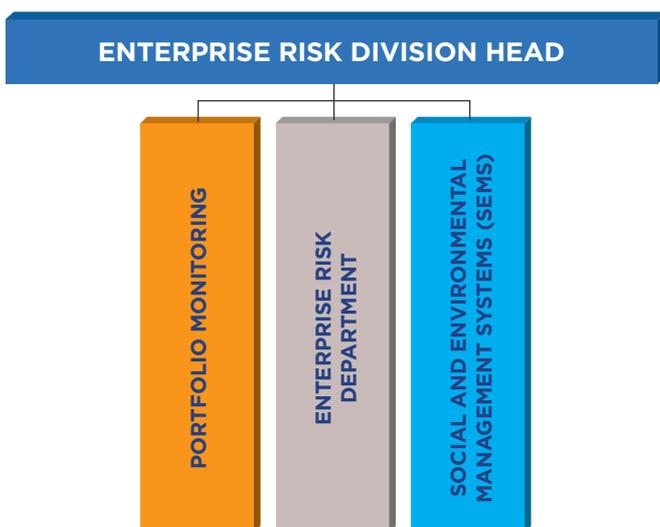 ENTERPRISE RISK DIVISION HEAD
PORTFOLIO MONITORING
ENTERPRISE RISK
DEPARTMENT
SOCIAL AND ENVIRONMENTAL
MANAGEMENT SYSTEMS (SEMS)